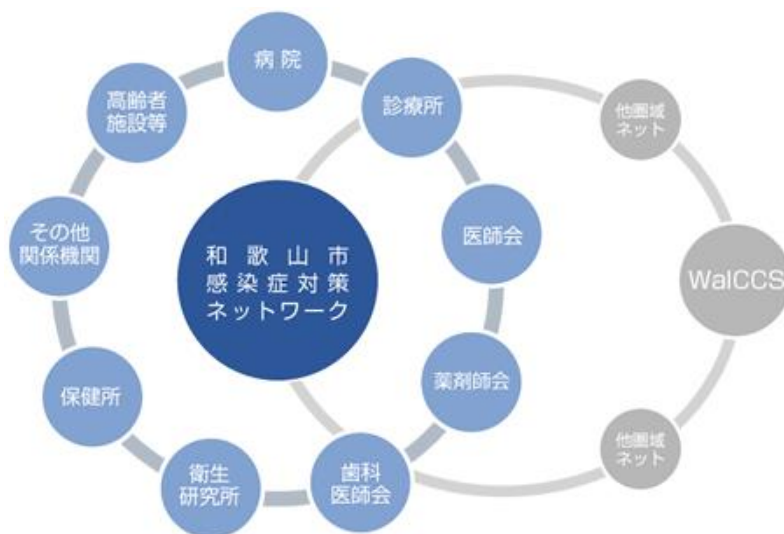 病院
診療所
高齢者
施設等
他圏域
ネット
その他
関係機関
和歌山市
感染症対策
ネットワーク
医師会
WaICCS
保健所
薬剤師会
衛生
研究所
歯科
医師会
他圏域
ネット